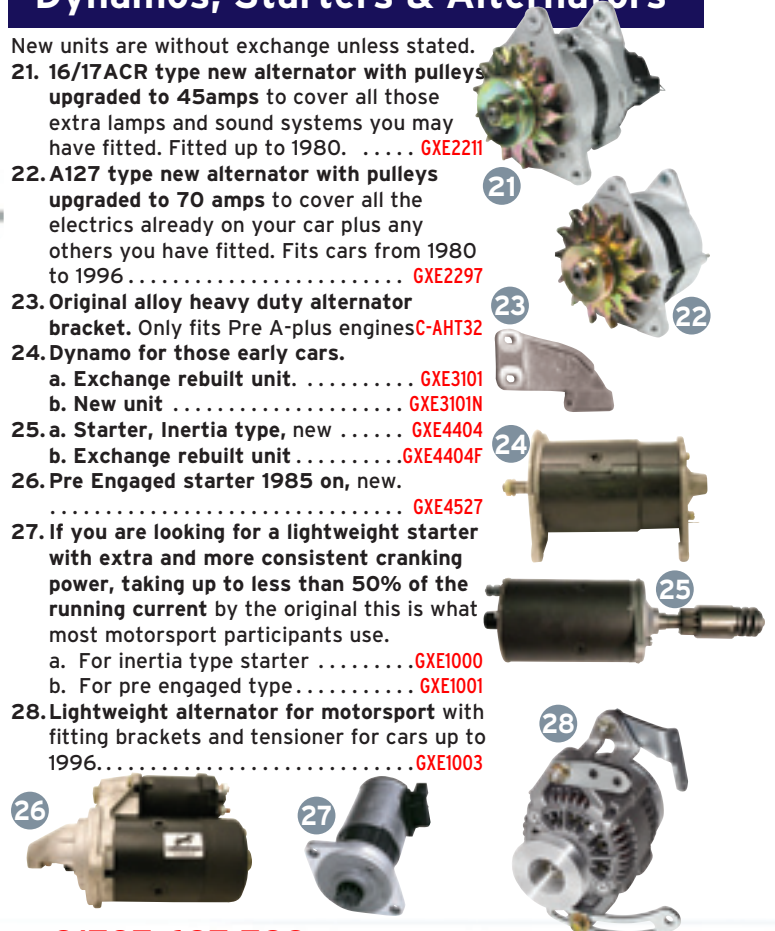 Dynamos, Starters & Alternators
New units are without exchange unless stated.
21. 16/17ACR type new alternator with pulleys
upgraded to 45amps to cover all those
extra lamps and sound systems you may
have fitted. Fitted up to 1980. ..... GXE2211
22. A127 type new alternator with pulleys
upgraded to 70 amps to cover all the
electrics already on your car plus any
others you have fitted. Fits cars from 1980
to 1996......................... GXE2297
23. Original alloy heavy duty alternator
bracket. Only fits Pre A-plus engines C-AHT32
24. Dynamo for those early cars.
a. Exchange rebuilt unit. .......... GXE3101
b. New unit ..................... GXE3101N
25. a. Starter, Inertia type, new ...... GXE4404
b. Exchange rebuilt unit..........GXE4404F
26. Pre Engaged starter 1985 on, new.
................................ GXE4527
27. If you are looking for a lightweight starter
with extra and more consistent cranking
power, taking up to less than 50% of the
running current by the original this is what
most motorsport participants use.
a. For inertia type starter .........GXE1000
b. For pre engaged type........... GXE1001
28. Lightweight alternator for motorsport with
fitting brackets and tensioner for cars up to
1996.............................GXE1003
21
22
23
24
25
28
26
27